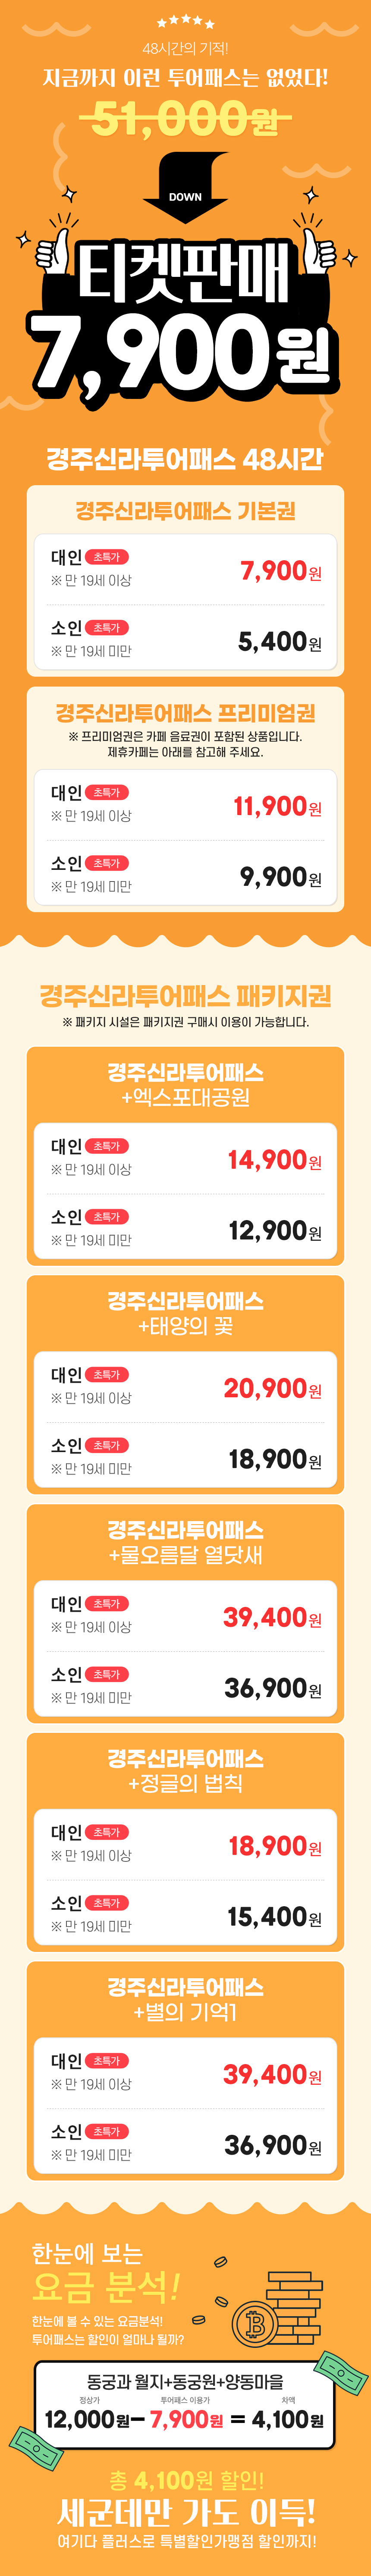 48시간의 기적!
지금까지 이런 투어패스는 없었다!
51,000원
DOWN
티켓판매
7,900원
경주신라투어패스 48시간
경주신라투어패스 기본권
대인 초특가
※ 만 19세 이상
7,900원
소인 초특가
※ 만 19세 미만
5,400원
경주신라투어패스 프리미엄권
※ 프리미엄권은 카페 음료권이 포함된 상품입니다.
제휴카페는 아래를 참고해 주세요.
대인 초특가
※ 만 19세 이상
11,900원
소인 초특가
※ 만 19세 미만
9,900원
경주신라투어패스 패키지권
※ 패키지 시설은 패키지권 구매시 이용이 가능합니다.
경주신라투어패스
+엑스포대공원
대인 초특가
※ 만 19세 이상
14,900원
소인 초특가
※ 만 19세 미만
12,900원
경주신라투어패스
+태양의 꽃
대인 초특가
※ 만 19세 이상
20,900원
소인 초특가
※ 만 19세 미만
18,900원
경주신라투어패스
+물오름달 열닷새
대인 초특가
※ 만 19세 이상
39,400원
소인 초특가
※ 만 19세 미만
36,900원
경주신라투어패스
+정글의 법칙
대인 초특가
※ 만 19세 이상
18,900원
소인 초특가
※ 만 19세 미만
15,400원
경주신라투어패스
+별의 기억1
대인 초특가
※ 만 19세 이상
39,400원
소인 초특가
※ 만 19세 미만
36,900원
한눈에 보는
요금 분석!
한눈에 볼 수 있는 요금분석!
투어패스는 할인이 얼마나 될까?
동궁과 월지+동궁원+양동마을
정상가 투어패스 이용가 차액
12,000원 - 7,900원 = 4,100원
총 4,100원 할인!
세군데만 가도 이득!
여기다 플러스로 특별할인가맹점 할인까지!